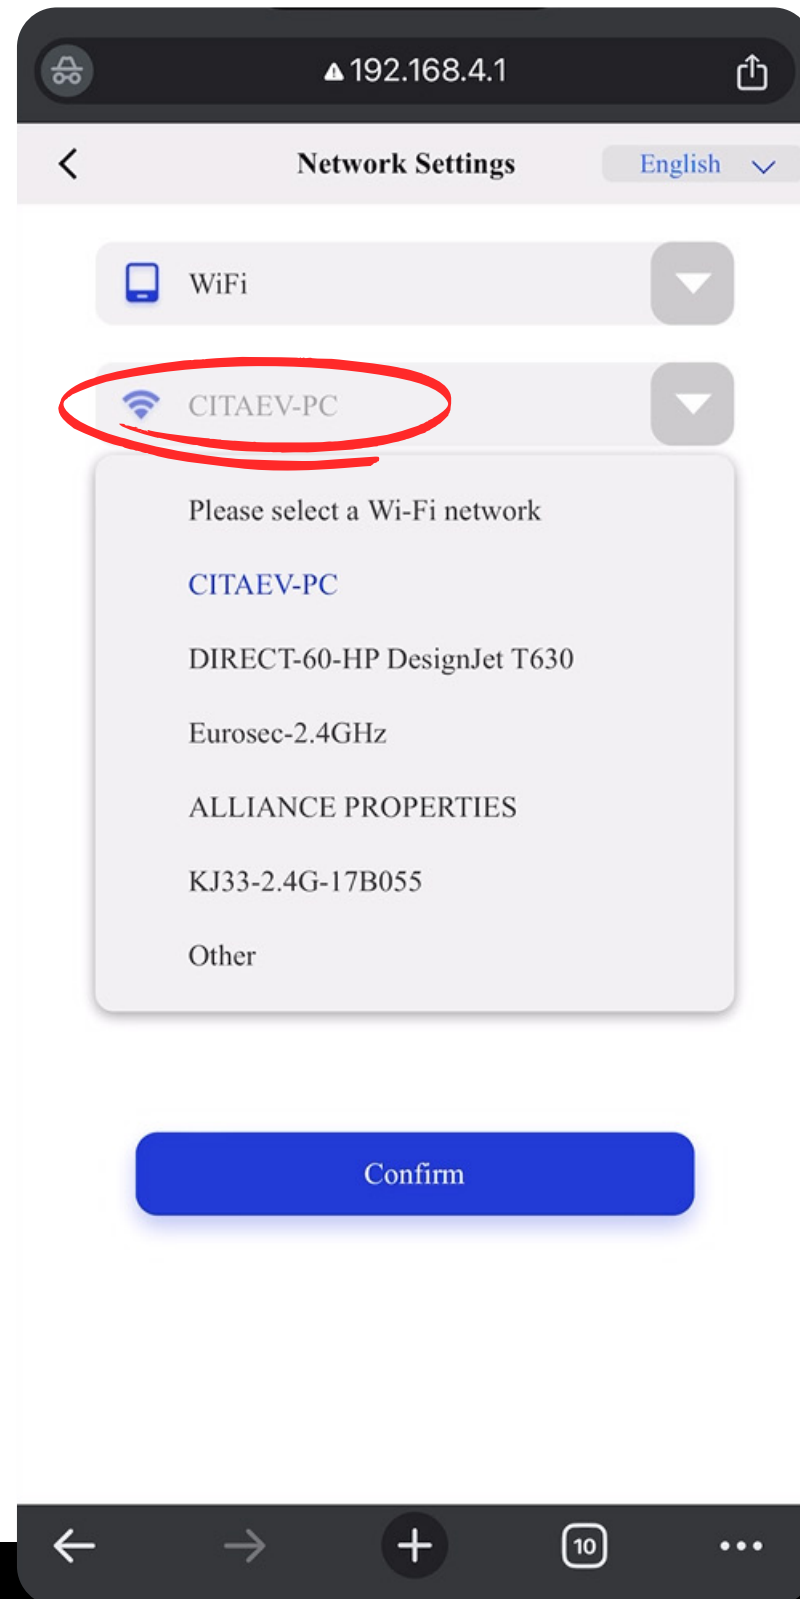 192.168.4.1
Network Settings
English
WiFi
CITAEV-PC
Please select a Wi-Fi network
CITAEV-PC
DIRECT-60-HP DesignJet T630
Eurosec-2.4GHz
ALLIANCE PROPERTIES
KJ33-2.4G-17B055
Other
Confirm
10